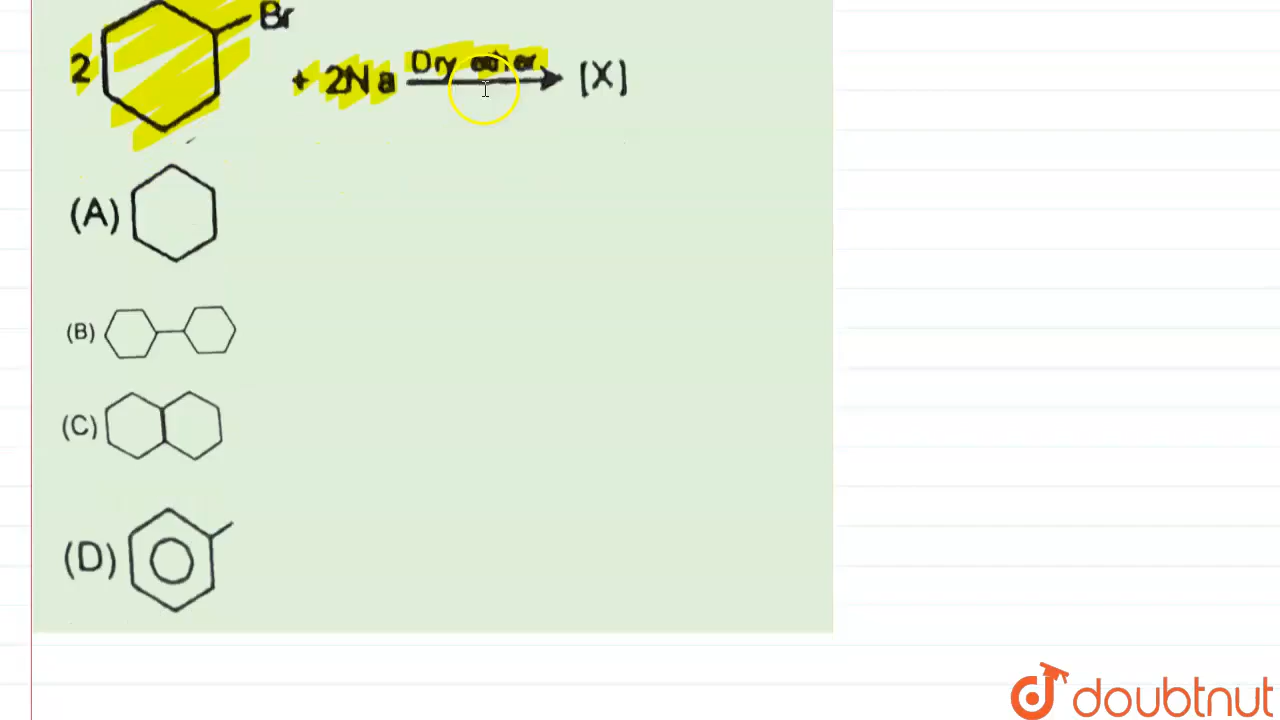 Br
2 + 2Na Dry ether [X]
(A)
(B)
(C)
(D)
doubtnut